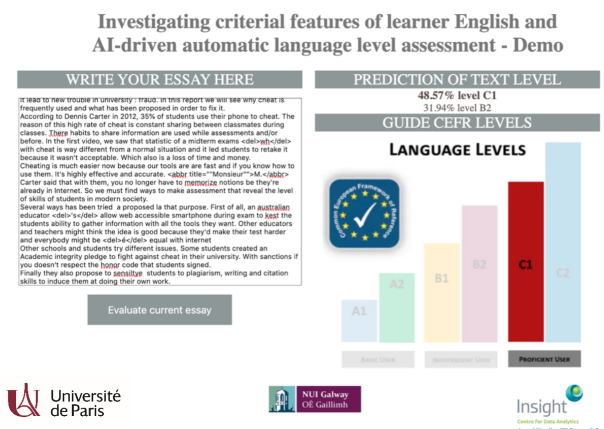 Investigating criterial features of learner English and
AI-driven automatic language level assessment - Demo
WRITE YOUR ESSAY HERE
it lead to new trouble in university : fraud. In this report we will see why cheat is
frequently used and what has been proposed in order to fix it.
According to Dennis Carter in 2012, 35% of students use their phone to cheat. The
reason of this high rate of cheat is constant sharing between classmates during
classes. There habits to share information are used while assessments and/or
before. In the first video, we saw that statistic of a midterm exams <del>wh</del>
with cheat is way different from a normal situation and it led students to retake it
because it wasn't acceptable. Which also is a loss of time and money.
Cheating is much easier now because our tools are are fast and if you know how to
use them. It's highly effective and accurate. <abbr title=""Monsieur"">M.</abbr>
Carter said that with them, you no longer have to memorize notions be they're
already in Internet. So we must find ways to make assessment that reveal the level
of skills of students in modern society.
Several ways has been tried a proposed la that purpose. First of all, an australian
educator <del>'s</del> allow web accessible smartphone during exam to kest the
students ability to gather information with all the tools they want. Other educators
and teachers might think the idea is good because they'd make their test harder
and everybody might be <del>é</del> equal with internet
Other schools and students try different issues. Some students created an
Academic integrity pledge to fight against cheat in their university. With sanctions if
you doesn't respect the honor code that students signed.
Finally they also propose to sensiltye students to plagiarism, writing and citation
skills to induce them at doing their own work.
Evaluate current essay
PREDICTION OF TEXT LEVEL
48.57% level C1
31.94% level B2
GUIDE CEFR LEVELS
LANGUAGE LEVELS
Common European Framework of Reference
A1
A2
B1
B2
C1
C2
BASIC USER
INDEPENDENT USER
PROFICIENT USER
Université
de Paris
NUI Galway
OÉ Gaillimh
Insight
Centre for Data Analytics